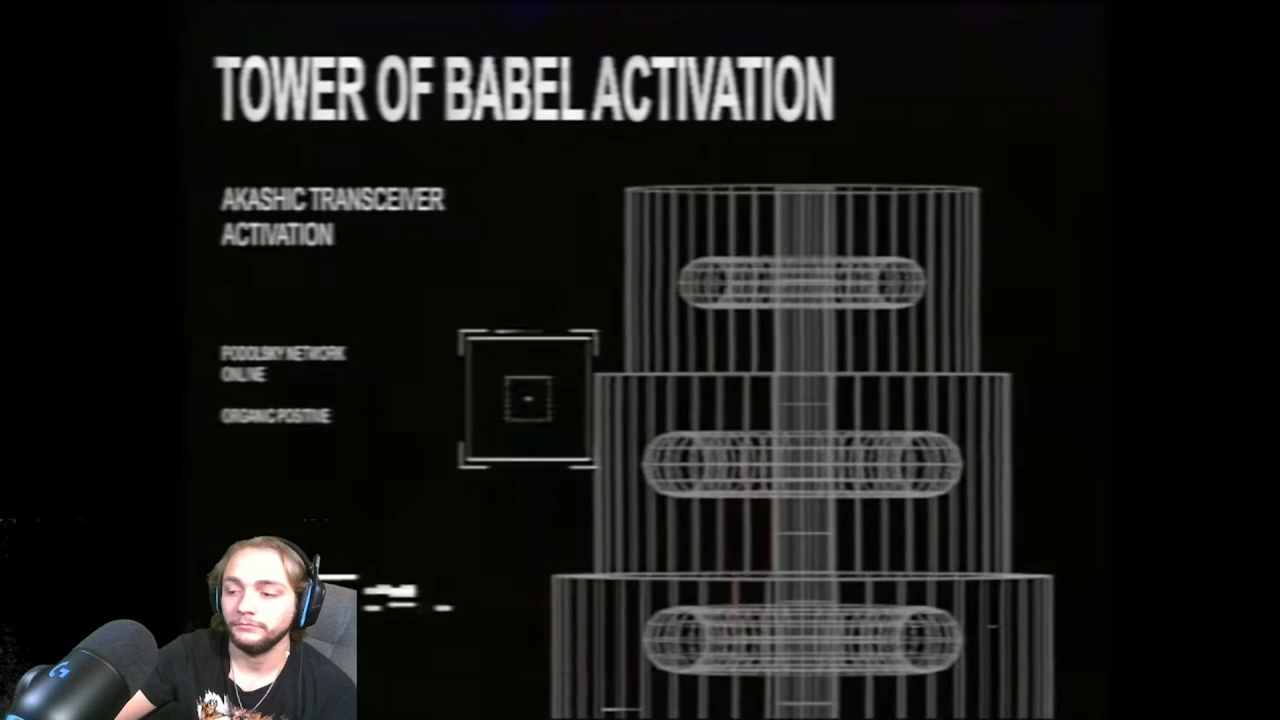 TOWER OF BABEL ACTIVATION
AKASHIC TRANSCEIVER
ACTIVATION
PODOLSKY NETWORK
ONLINE
ORGANIC POSITIVE